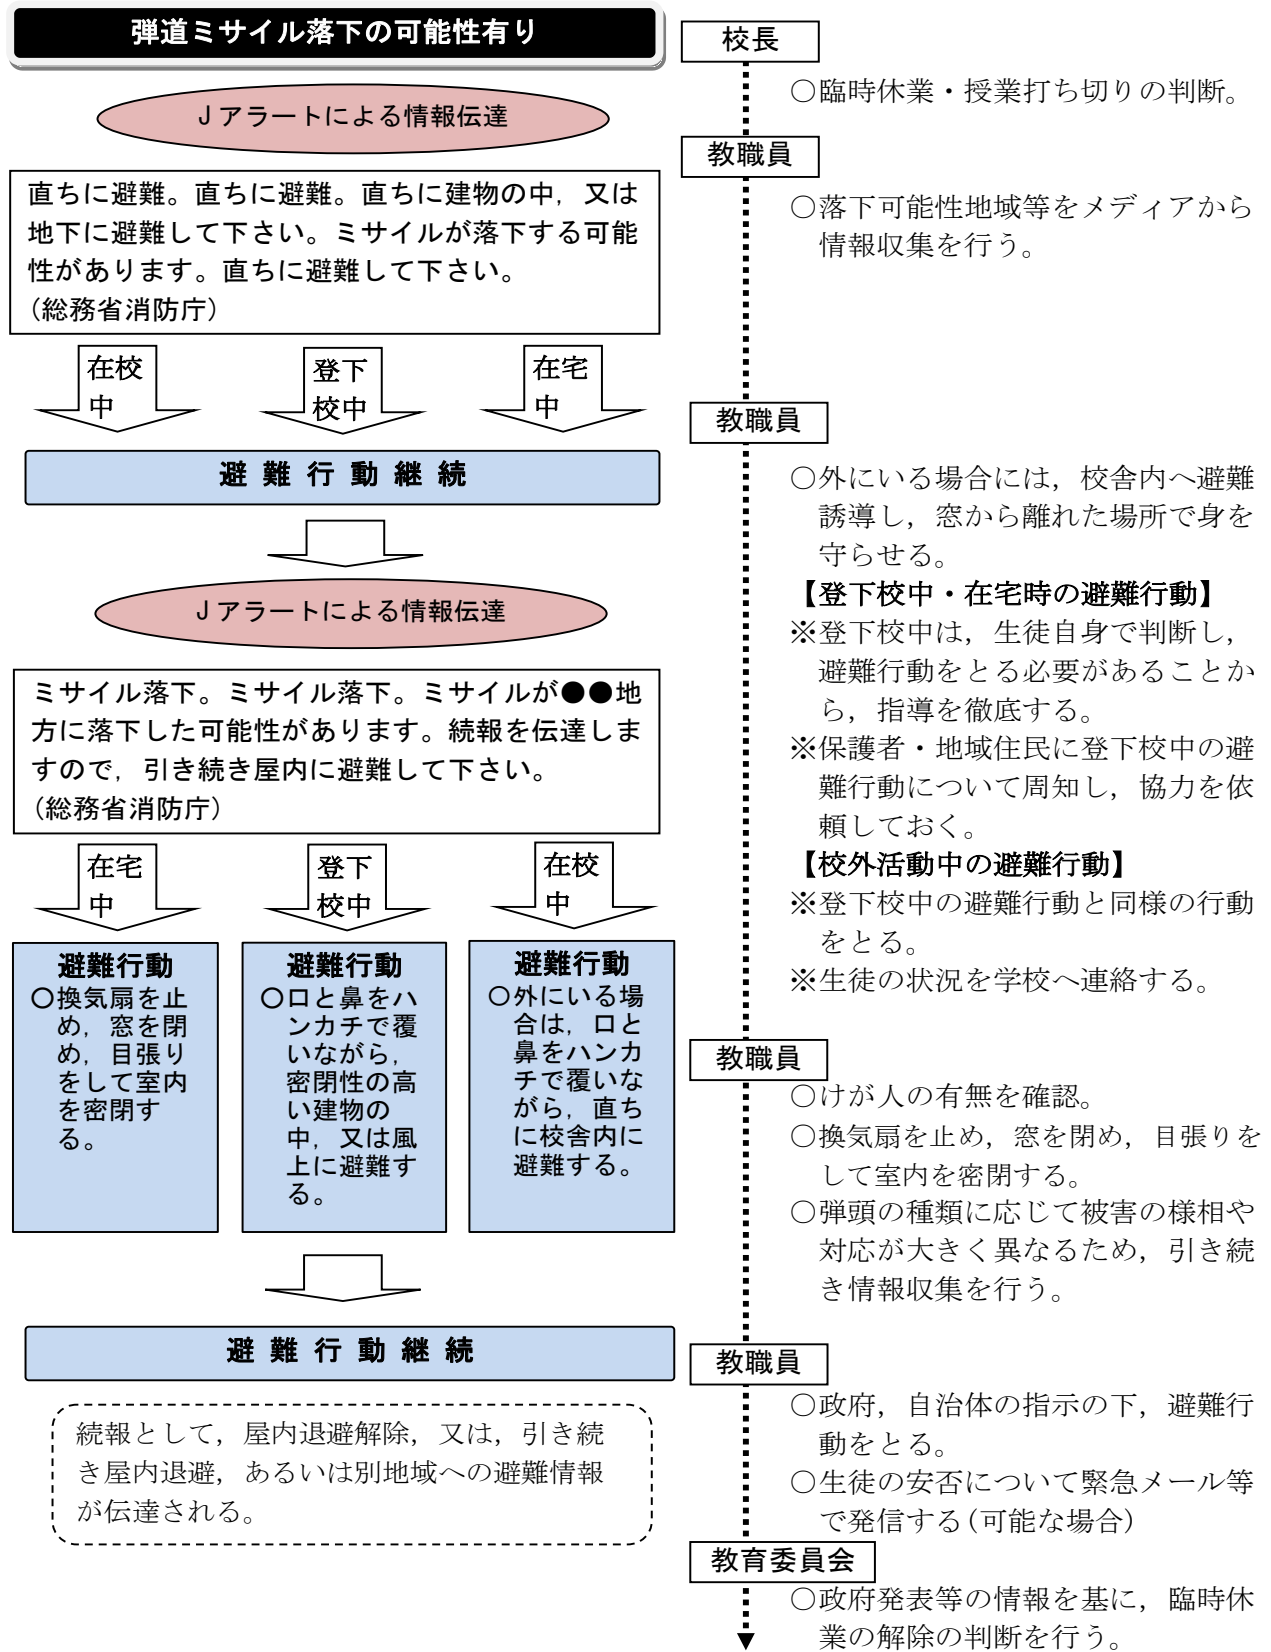 弾道ミサイル落下の可能性有り
Jアラートによる情報伝達
直ちに避難。直ちに避難。直ちに建物の中，又は
地下に避難して下さい。ミサイルが落下する可能
性があります。直ちに避難して下さい。
(総務省消防庁)
在校
中
登下
校中
在宅
中
避難行動継続
Jアラートによる情報伝達
ミサイル落下。ミサイル落下。ミサイルが●●地
方に落下した可能性があります。続報を伝達しま
すので，引き続き屋内に避難して下さい。
(総務省消防庁)
在宅
中
登下
校中
在校
中
避難行動
○換気扇を止
め，窓を閉
め，目張り
をして室内
を密閉す
る。
避難行動
○口と鼻をハ
ンカチで覆
いながら，
密閉性の高
い建物の
中，又は風
上に避難す
る。
避難行動
○外にいる場
合は，口と
鼻をハンカ
チで覆いな
がら，直ち
に校舎内に
避難する。
避難行動継続
続報として，屋内退避解除，又は，引き続
き屋内退避，あるいは別地域への避難情報
が伝達される。
校長
○臨時休業・授業打ち切りの判断。
教職員
○落下可能性地域等をメディアから
情報収集を行う。
教職員
○外にいる場合には，校舎内へ避難
誘導し，窓から離れた場所で身を
守らせる。
【登下校中・在宅時の避難行動】
※登下校中は，生徒自身で判断し，
避難行動をとる必要があることか
ら，指導を徹底する。
※保護者・地域住民に登下校中の避
難行動について周知し，協力を依
頼しておく。
【校外活動中の避難行動】
※登下校中の避難行動と同様の行動
をとる。
※生徒の状況を学校へ連絡する。
教職員
○けが人の有無を確認。
○換気扇を止め，窓を閉め，目張りを
して室内を密閉する。
○弾頭の種類に応じて被害の様相や
対応が大きく異なるため，引き続
き情報収集を行う。
教職員
○政府，自治体の指示の下，避難行
動をとる。
○生徒の安否について緊急メール等
で発信する(可能な場合)
教育委員会
○政府発表等の情報を基に，臨時休
業の解除の判断を行う。